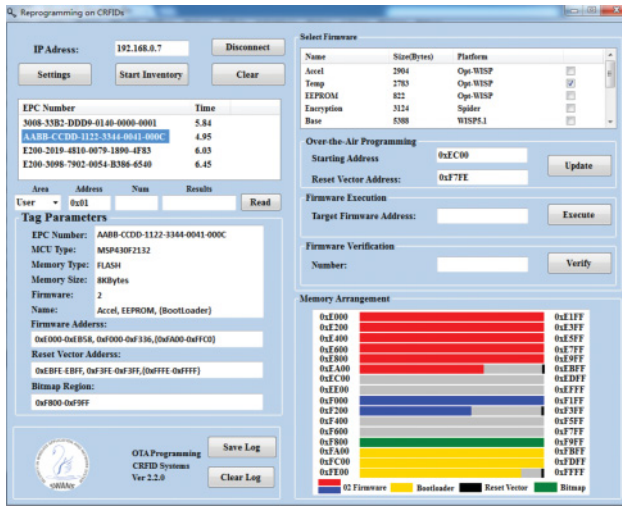 Reprogramming on CRFIDs
IP Adress: 192.168.0.7 Disconnect
Settings Start Inventory Clear
EPC Number Time
3008-33B2-DDD9-0140-0000-0001 5.84
AABB-CCDD-1122-3344-0041-000C 4.95
E200-2019-4810-0079-1890-4F83 6.03
E200-3098-7902-0054-B386-6540 6.45
Area Address Num Results
User 0x01 Read
Tag Parameters
EPC Number: AABB-CCDD-1122-3344-0041-000C
MCU Type: MSP430F2132
Memory Type: FLASH
Memory Size: 8KBytes
Firmware: 2
Name: Accel, EEPROM, (BootLoader)
Firmware Adderss:
0xE000-0xEB58, 0xF000-0xF336,(0xFA00-0xFFC0)
Reset Vector Adderss:
0xEBFE-EBFF, 0xF3FE-0xF3FF,(0xFFFE-0xFFFF)
Bitmap Region:
0xF800-0xF9FF
sWANs
OTA Programming
CRFID Systems
Ver 2.2.0
Save Log
Clear Log
Select Firmware
Name Size(Bytes) Platform
Accel 2904 Opt-WISP
Temp 2783 Opt-WISP
EEPROM 822 Opt-WISP
Encryption 3124 Spider
Base 5388 WISP5.1
Over-the-Air Programming
Starting Address 0xEC00
Reset Vector Address: 0xF7FE
Update
Firmware Execution
Target Firmware Address: Execute
Firmware Verification
Number: Verify
Memory Arrangement
0xE000 0xE1FF
0xE200 0xE3FF
0xE400 0xE5FF
0xE600 0xE7FF
0xE800 0xE9FF
0xEA00 0xEBFF
0xEC00 0xEDFF
0xEE00 0xEFFF
0xF000 0xF1FF
0xF200 0xF3FF
0xF400 0xF5FF
0xF600 0xF7FF
0xF800 0xF9FF
0xFA00 0xFBFF
0xFC00 0xFDFF
0xFE00 0xFFFF
02 Firmware Bootloader Reset Vector Bitmap